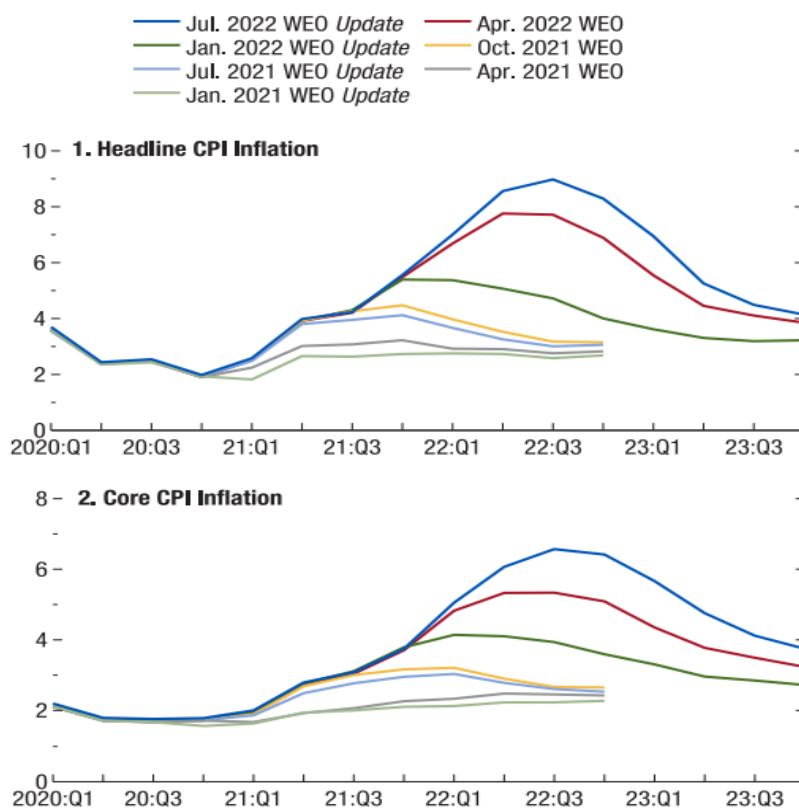 Jul. 2022 WEO Update Apr. 2022 WEO
Jan. 2022 WEO Update Oct. 2021 WEO
Jul. 2021 WEO Update Apr. 2021 WEO
Jan. 2021 WEO Update
1. Headline CPI Inflation
10
8
6
4
2
0
2020:Q1 20:Q3 21:Q1 21:Q3 22:Q1 22:Q3 23:Q1 23:Q3
2. Core CPI Inflation
8
6
4
2
0
2020:Q1 20:Q3 21:Q1 21:Q3 22:Q1 22:Q3 23:Q1 23:Q3